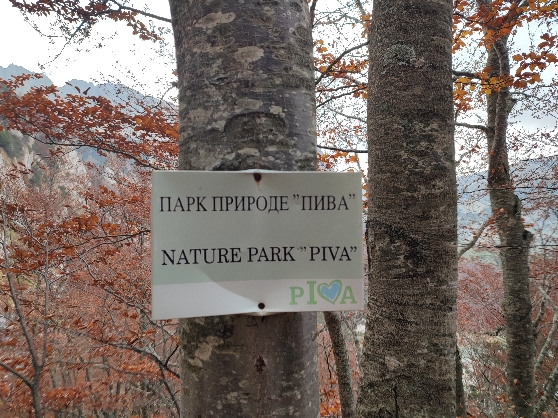 ПАРК ПРИРОДЕ "ПИВА"
NATURE PARK "PIVA"
PIVA